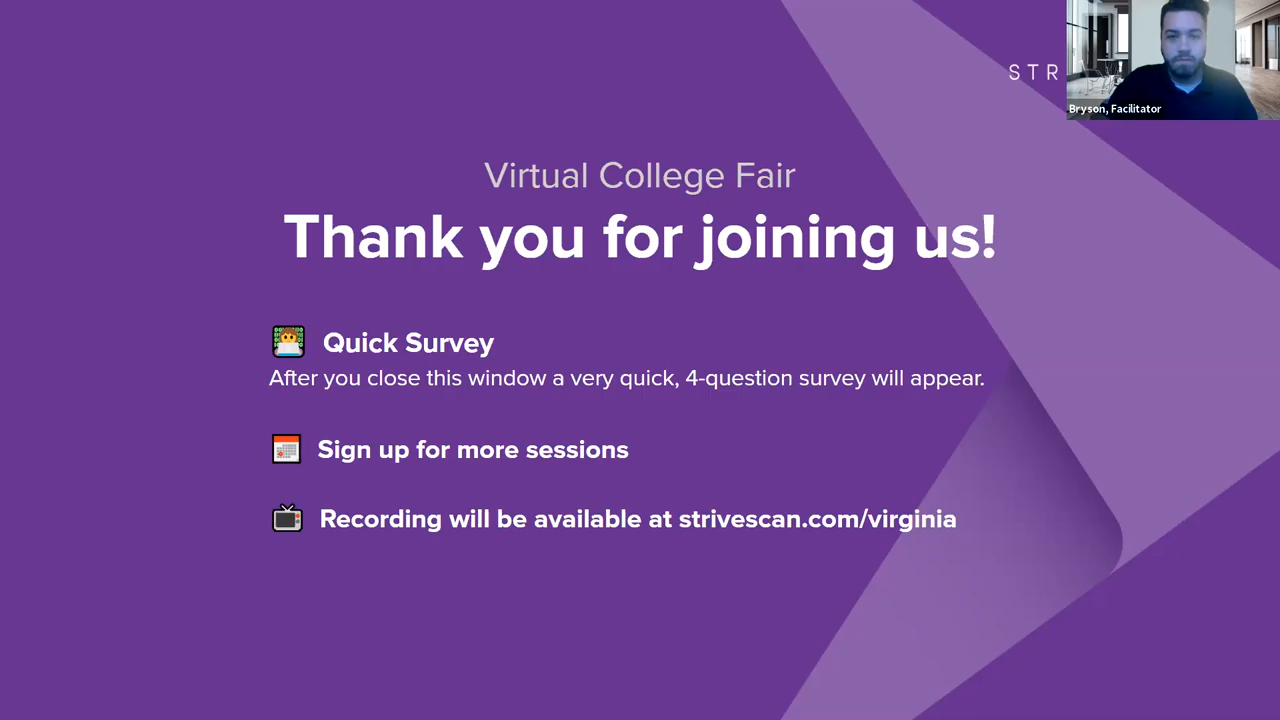 STR
Bryson, Facilitator
Virtual College Fair
Thank you for joining us!
Quick Survey
After you close this window a very quick, 4-question survey will appear.
Sign up for more sessions
Recording will be available at strivescan.com/virginia